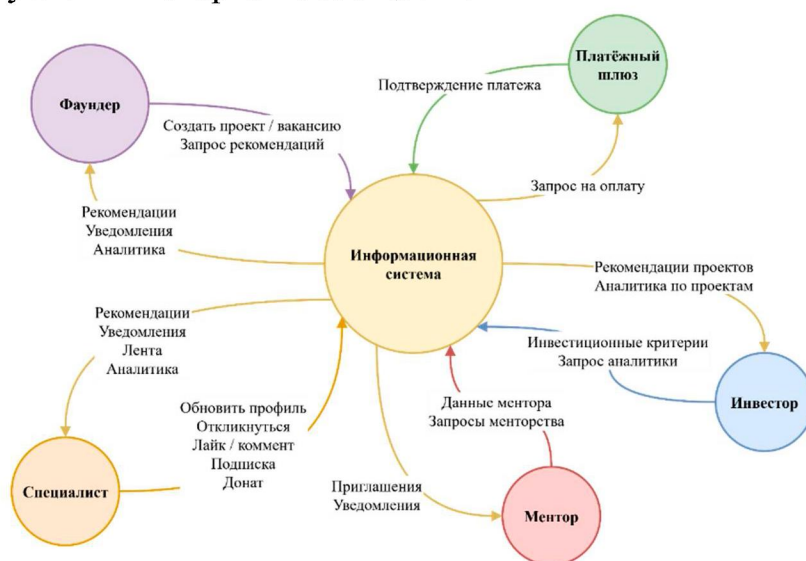 Платёжный
шлюз
Фаундер
Подтверждение платежа
Создать проект / вакансию
Запрос рекомендаций
Запрос на оплату
Рекомендации
Уведомления
Аналитика
Информационная
система
Рекомендации проектов
Аналитика по проектам
Рекомендации
Уведомления
Лента
Аналитика
Инвестиционные критерии
Запрос аналитики
Инвестор
Данные ментора
Запросы менторства
Обновить профиль
Откликнуться
Лайк / коммент
Подписка
Донат
Специалист
Приглашения
Уведомления
Ментор